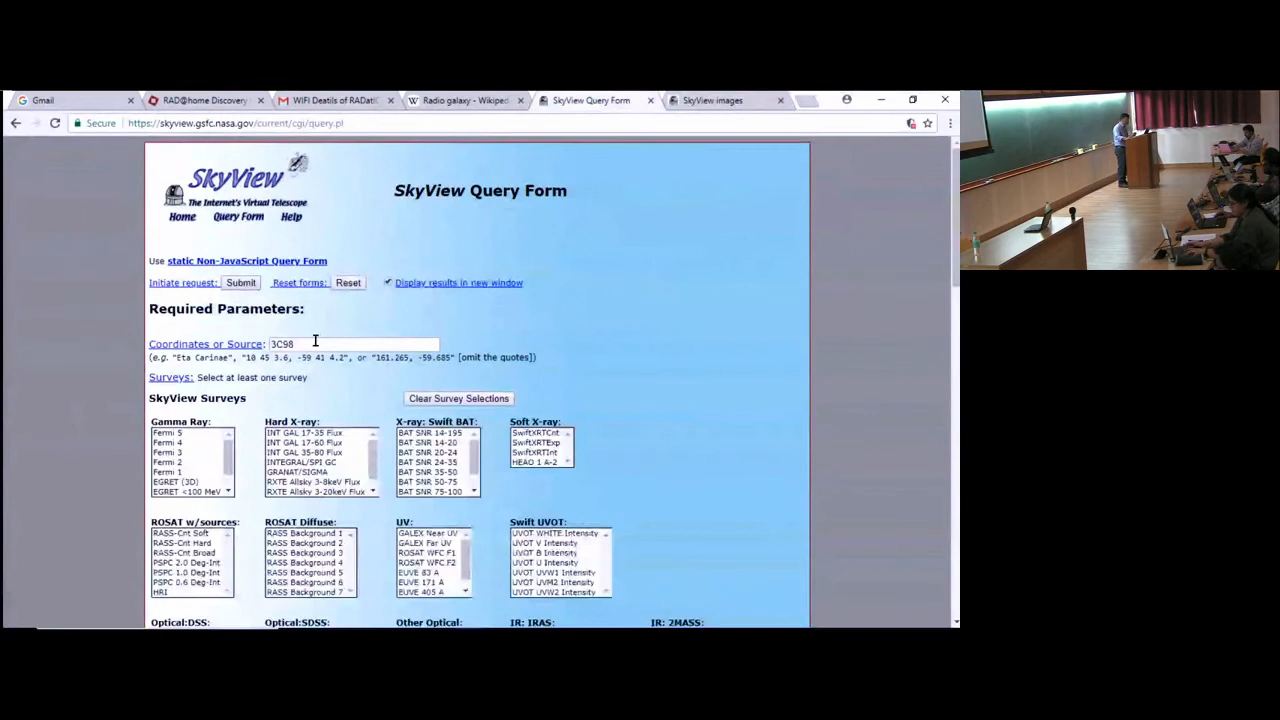 Gmail
RAD@home Discovery
WIFI Deatils of RADatH
Radio galaxy - Wikiped
SkyView Query Form
SkyView images
Secure
https://skyview.gsfc.nasa.gov/current/cgi/query.pl
SkyView
The Internet's Virtual Telescope
Home Query Form Help
SkyView Query Form
Use static Non-JavaScript Query Form
Initiate request: Submit Reset forms: Reset Display results in new window
Required Parameters:
Coordinates or Source: 3C98
(e.g. "Eta Carinae", "10 45 3.6, -59 41 4.2", or "161.265, -59.685" [omit the quotes])
Surveys: Select at least one survey
SkyView Surveys
Clear Survey Selections
Gamma Ray:
Fermi 5
Fermi 4
Fermi 3
Fermi 2
Fermi 1
EGRET (3D)
EGRET <100 MeV
Hard X-ray:
INT GAL 17-35 Flux
INT GAL 17-60 Flux
INT GAL 35-80 Flux
INTEGRAL/SPI GC
GRANAT/SIGMA
RXTE Allsky 3-8keV Flux
RXTE Allsky 3-20keV Flux
X-ray: Swift BAT:
BAT SNR 14-195
BAT SNR 14-20
BAT SNR 20-24
BAT SNR 24-35
BAT SNR 35-50
BAT SNR 50-75
BAT SNR 75-100
Soft X-ray:
SwiftXRTCnt
SwiftXRTExp
SwiftXRTInt
HEAO 1 A-2
ROSAT w/sources:
RASS-Cnt Soft
RASS-Cnt Hard
RASS-Cnt Broad
PSPC 2.0 Deg-Int
PSPC 1.0 Deg-Int
PSPC 0.6 Deg-Int
HRI
ROSAT Diffuse:
RASS Background 1
RASS Background 2
RASS Background 3
RASS Background 4
RASS Background 5
RASS Background 6
RASS Background 7
UV:
GALEX Near UV
GALEX Far UV
ROSAT WFC F1
ROSAT WFC F2
EUVE 83 A
EUVE 171 A
EUVE 405 A
Swift UVOT:
UVOT WHITE Intensity
UVOT V Intensity
UVOT B Intensity
UVOT U Intensity
UVOT UVW1 Intensity
UVOT UVM2 Intensity
UVOT UVW2 Intensity
Optical:DSS: Optical:SDSS: Other Optical: IR: IRAS: IR: 2MASS: